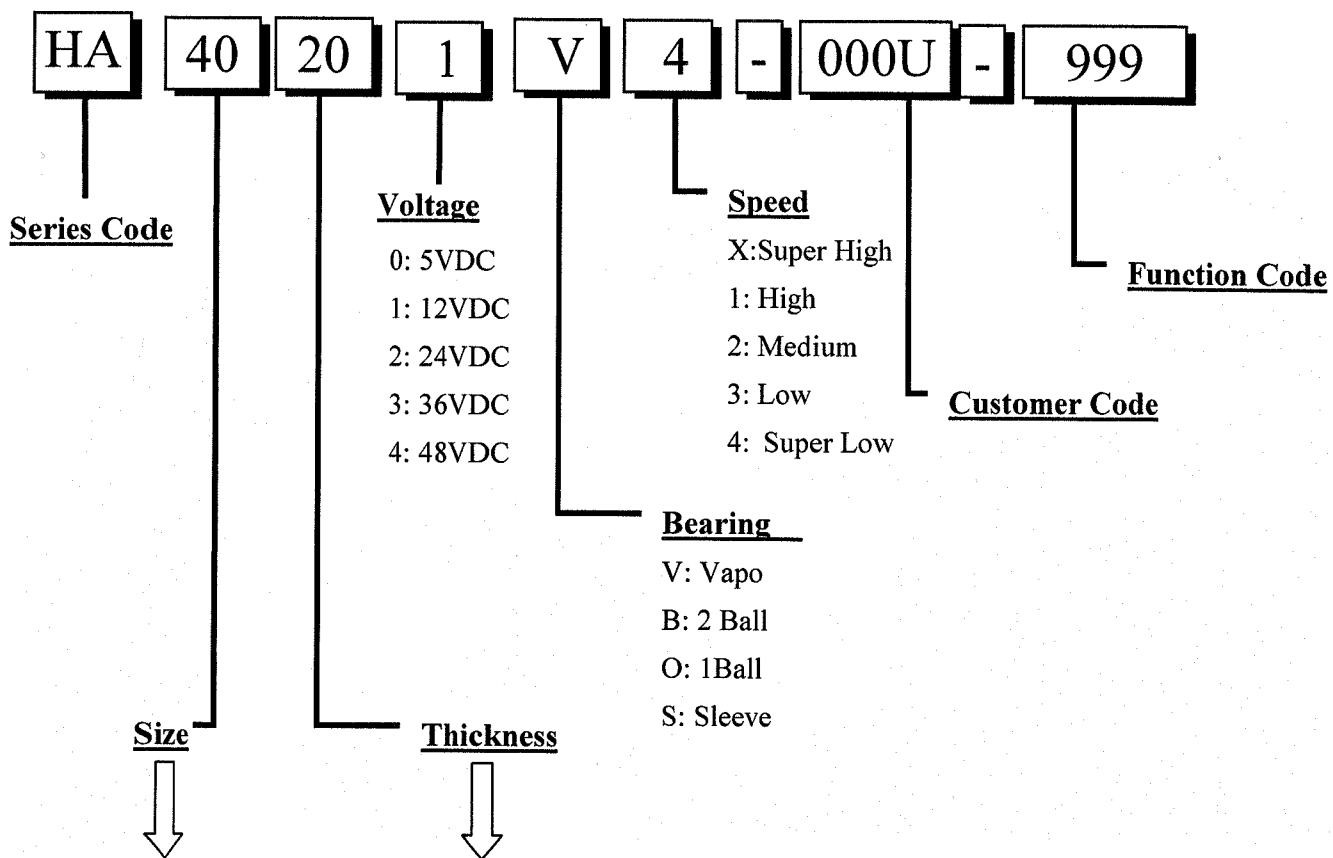 HA 40 20 1 V 4 - 000U - 999
Series Code
Voltage
0: 5VDC
1: 12VDC
2: 24VDC
3: 36VDC
4: 48VDC
Speed
X:Super High
1: High
2: Medium
3: Low
4: Super Low
Function Code
Customer Code
Bearing
V: Vapo
B: 2 Ball
O: 1Ball
S: Sleeve
Size
Thickness